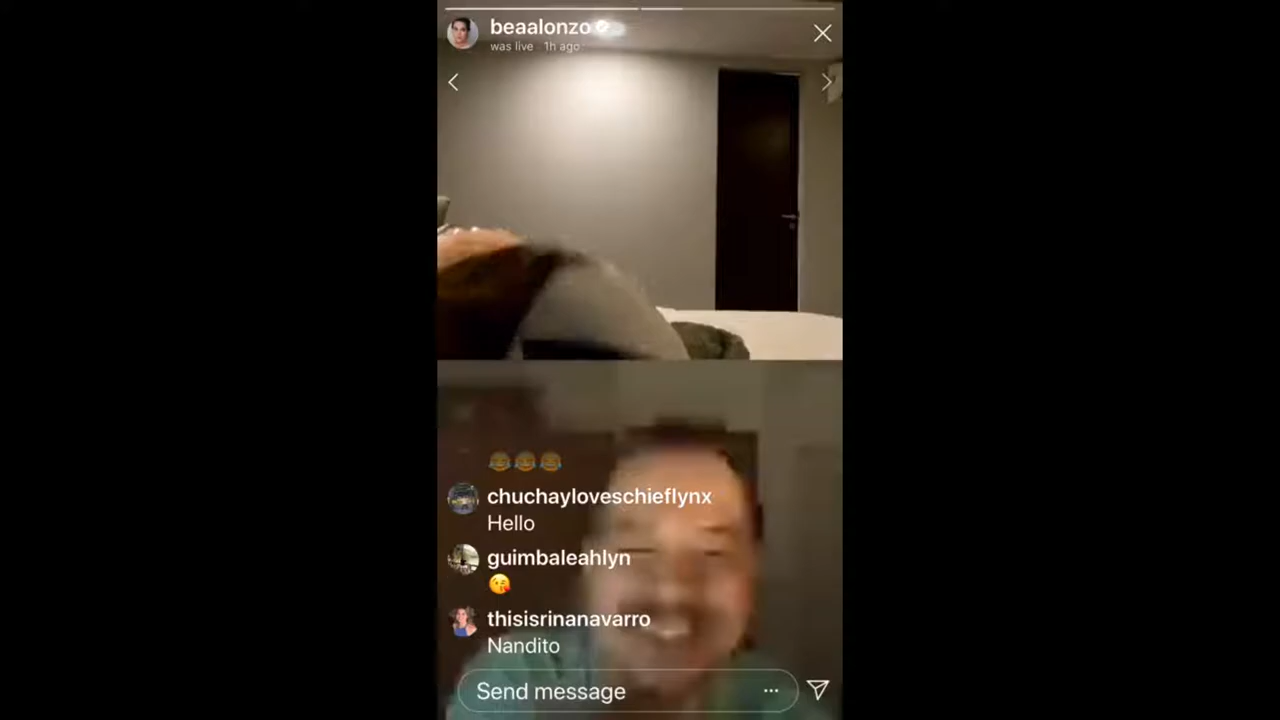 beaalonzo
was live · 1h ago
😂😂😂
chuchayloveschieflynx
Hello
guimbaleahlyn
😘
thisisrinanavarro
Nandito
Send message